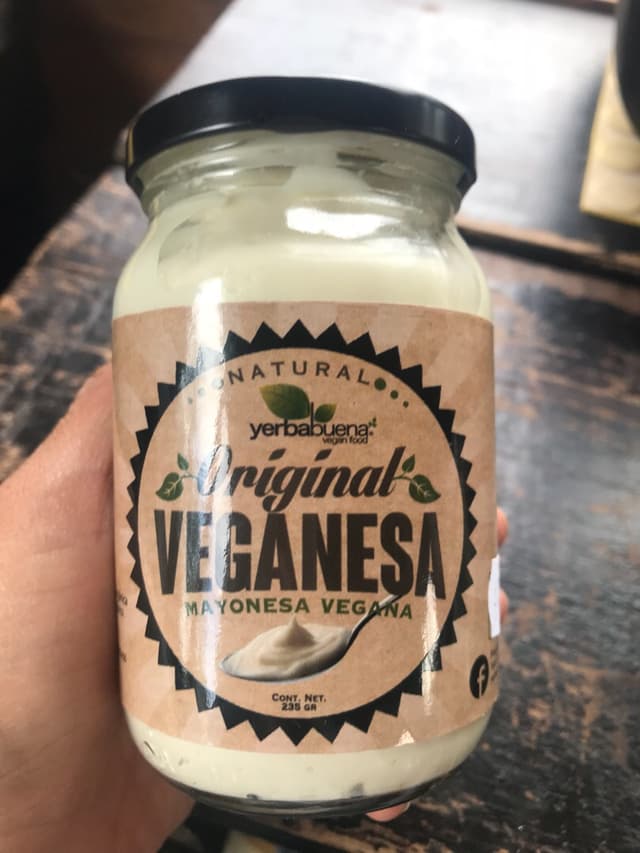 NATURAL
yerbabuena
vegan food
Original
VEGANESA
MAYONESA VEGANA
CONT. NET.
235 GR
f